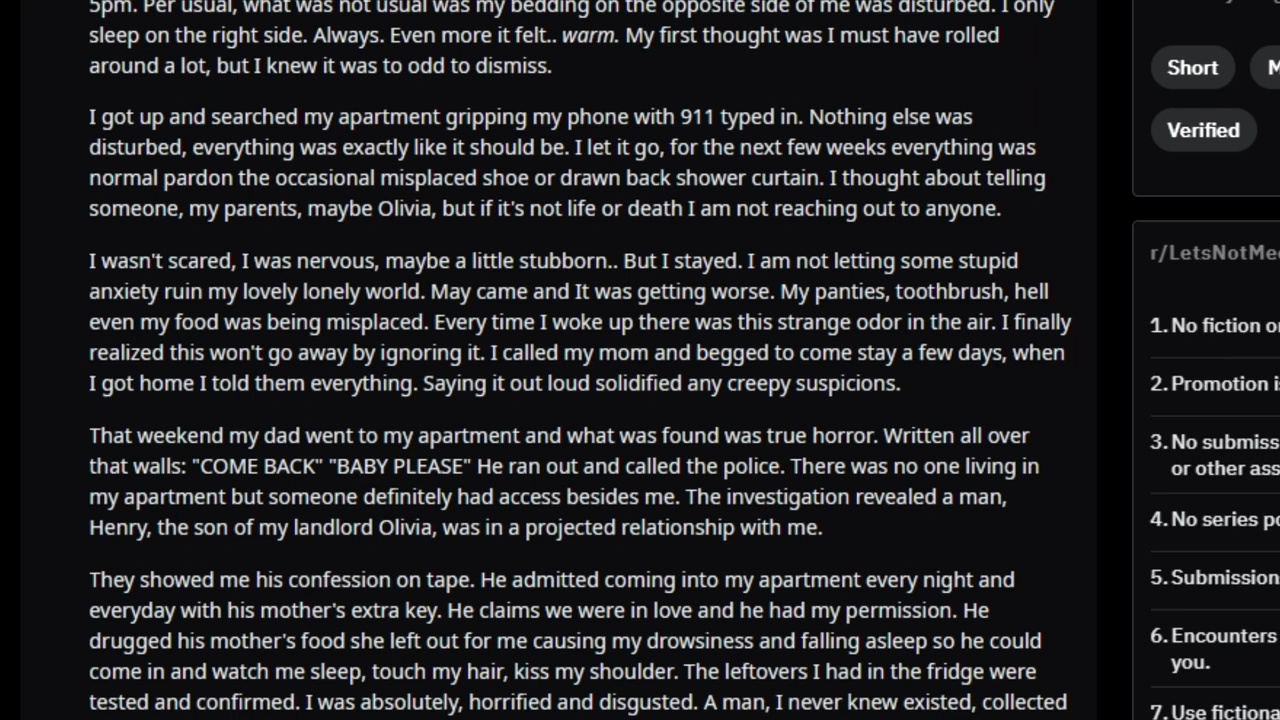 5pm. Per usual, what was not usual was my bedding on the opposite side of me was disturbed. I only
sleep on the right side. Always. Even more it felt.. warm. My first thought was I must have rolled
around a lot, but I knew it was to odd to dismiss.
I got up and searched my apartment gripping my phone with 911 typed in. Nothing else was
disturbed, everything was exactly like it should be. I let it go, for the next few weeks everything was
normal pardon the occasional misplaced shoe or drawn back shower curtain. I thought about telling
someone, my parents, maybe Olivia, but if it's not life or death I am not reaching out to anyone.
I wasn't scared, I was nervous, maybe a little stubborn.. But I stayed. I am not letting some stupid
anxiety ruin my lovely lonely world. May came and It was getting worse. My panties, toothbrush, hell
even my food was being misplaced. Every time I woke up there was this strange odor in the air. I finally
realized this won't go away by ignoring it. I called my mom and begged to come stay a few days, when
I got home I told them everything. Saying it out loud solidified any creepy suspicions.
That weekend my dad went to my apartment and what was found was true horror. Written all over
that walls: "COME BACK" "BABY PLEASE" He ran out and called the police. There was no one living in
my apartment but someone definitely had access besides me. The investigation revealed a man,
Henry, the son of my landlord Olivia, was in a projected relationship with me.
They showed me his confession on tape. He admitted coming into my apartment every night and
everyday with his mother's extra key. He claims we were in love and he had my permission. He
drugged his mother's food she left out for me causing my drowsiness and falling asleep so he could
come in and watch me sleep, touch my hair, kiss my shoulder. The leftovers I had in the fridge were
tested and confirmed. I was absolutely, horrified and disgusted. A man, I never knew existed, collected
Short
M
Verified
r/LetsNotMee
1. No fiction o
2. Promotion i
3. No submiss
or other ass
4. No series po
5. Submission
6. Encounters
you.
7. Use fictiona